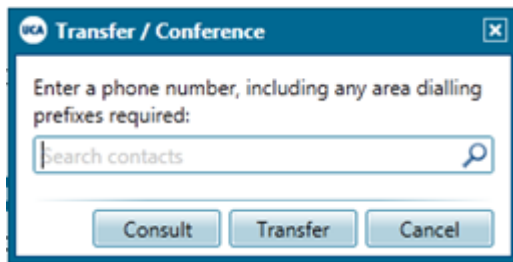 UCA Transfer / Conference
Enter a phone number, including any area dialling
prefixes required:
Search contacts
Consult Transfer Cancel